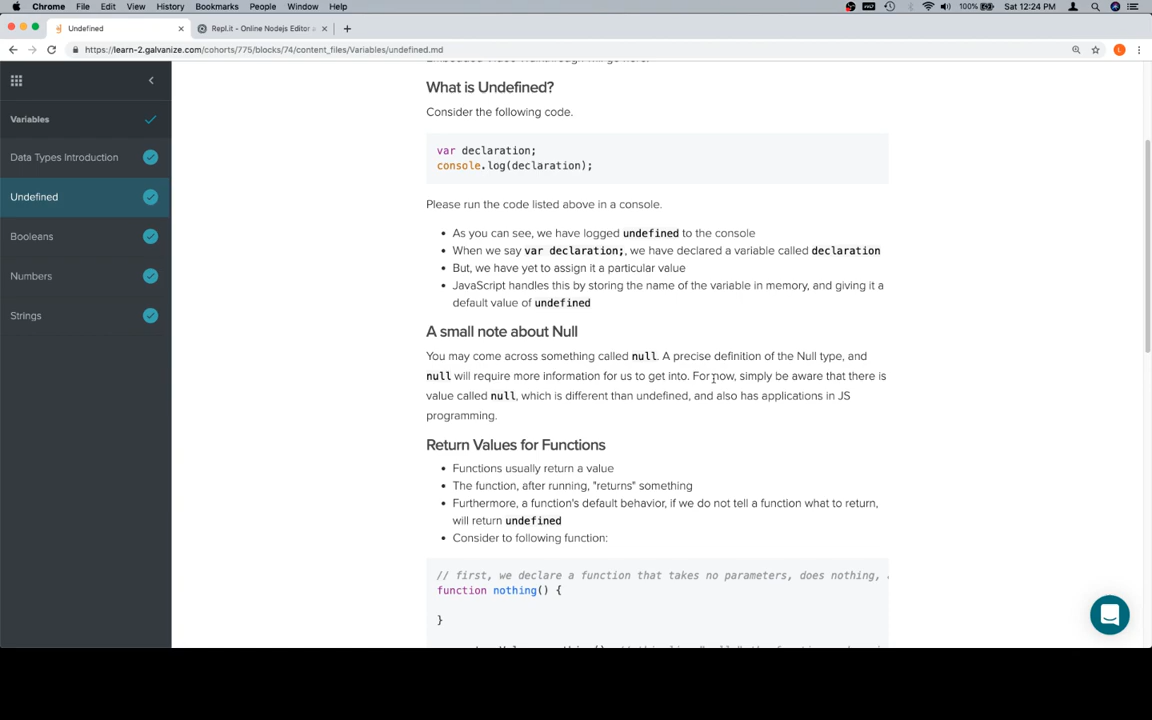 Chrome File Edit View History Bookmarks People Window Help 100% Sat 12:24 PM
Undefined Repl.it - Online Nodejs Editor a
https://learn-2.galvanize.com/cohorts/775/blocks/74/content_files/Variables/undefined.md
Variables
Data Types Introduction
Undefined
Booleans
Numbers
Strings
What is Undefined?
Consider the following code.
var declaration;
console.log(declaration);
Please run the code listed above in a console.
As you can see, we have logged undefined to the console
When we say var declaration;, we have declared a variable called declaration
But, we have yet to assign it a particular value
JavaScript handles this by storing the name of the variable in memory, and giving it a
default value of undefined
A small note about Null
You may come across something called null. A precise definition of the Null type, and
null will require more information for us to get into. For now, simply be aware that there is
value called null, which is different than undefined, and also has applications in JS
programming.
Return Values for Functions
Functions usually return a value
The function, after running, "returns" something
Furthermore, a function's default behavior, if we do not tell a function what to return,
will return undefined
Consider to following function:
// first, we declare a function that takes no parameters, does nothing,
function nothing() {
}